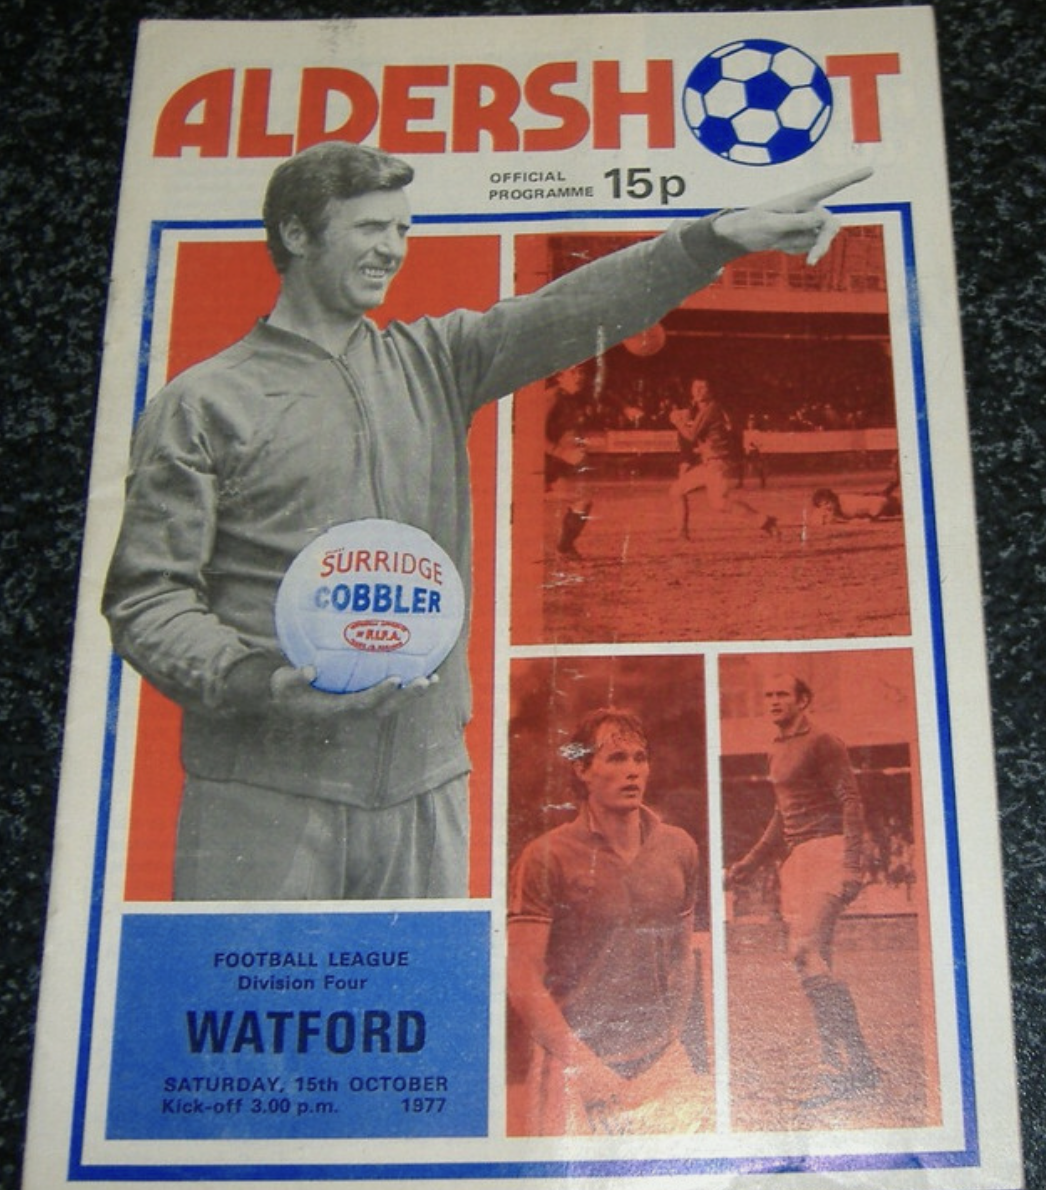 ALDERSHOT
OFFICIAL
PROGRAMME 15p
SURRIDGE
COBBLER
F.I.F.A.
FOOTBALL LEAGUE
Division Four
WATFORD
SATURDAY, 15th OCTOBER
Kick-off 3.00 p.m. 1977